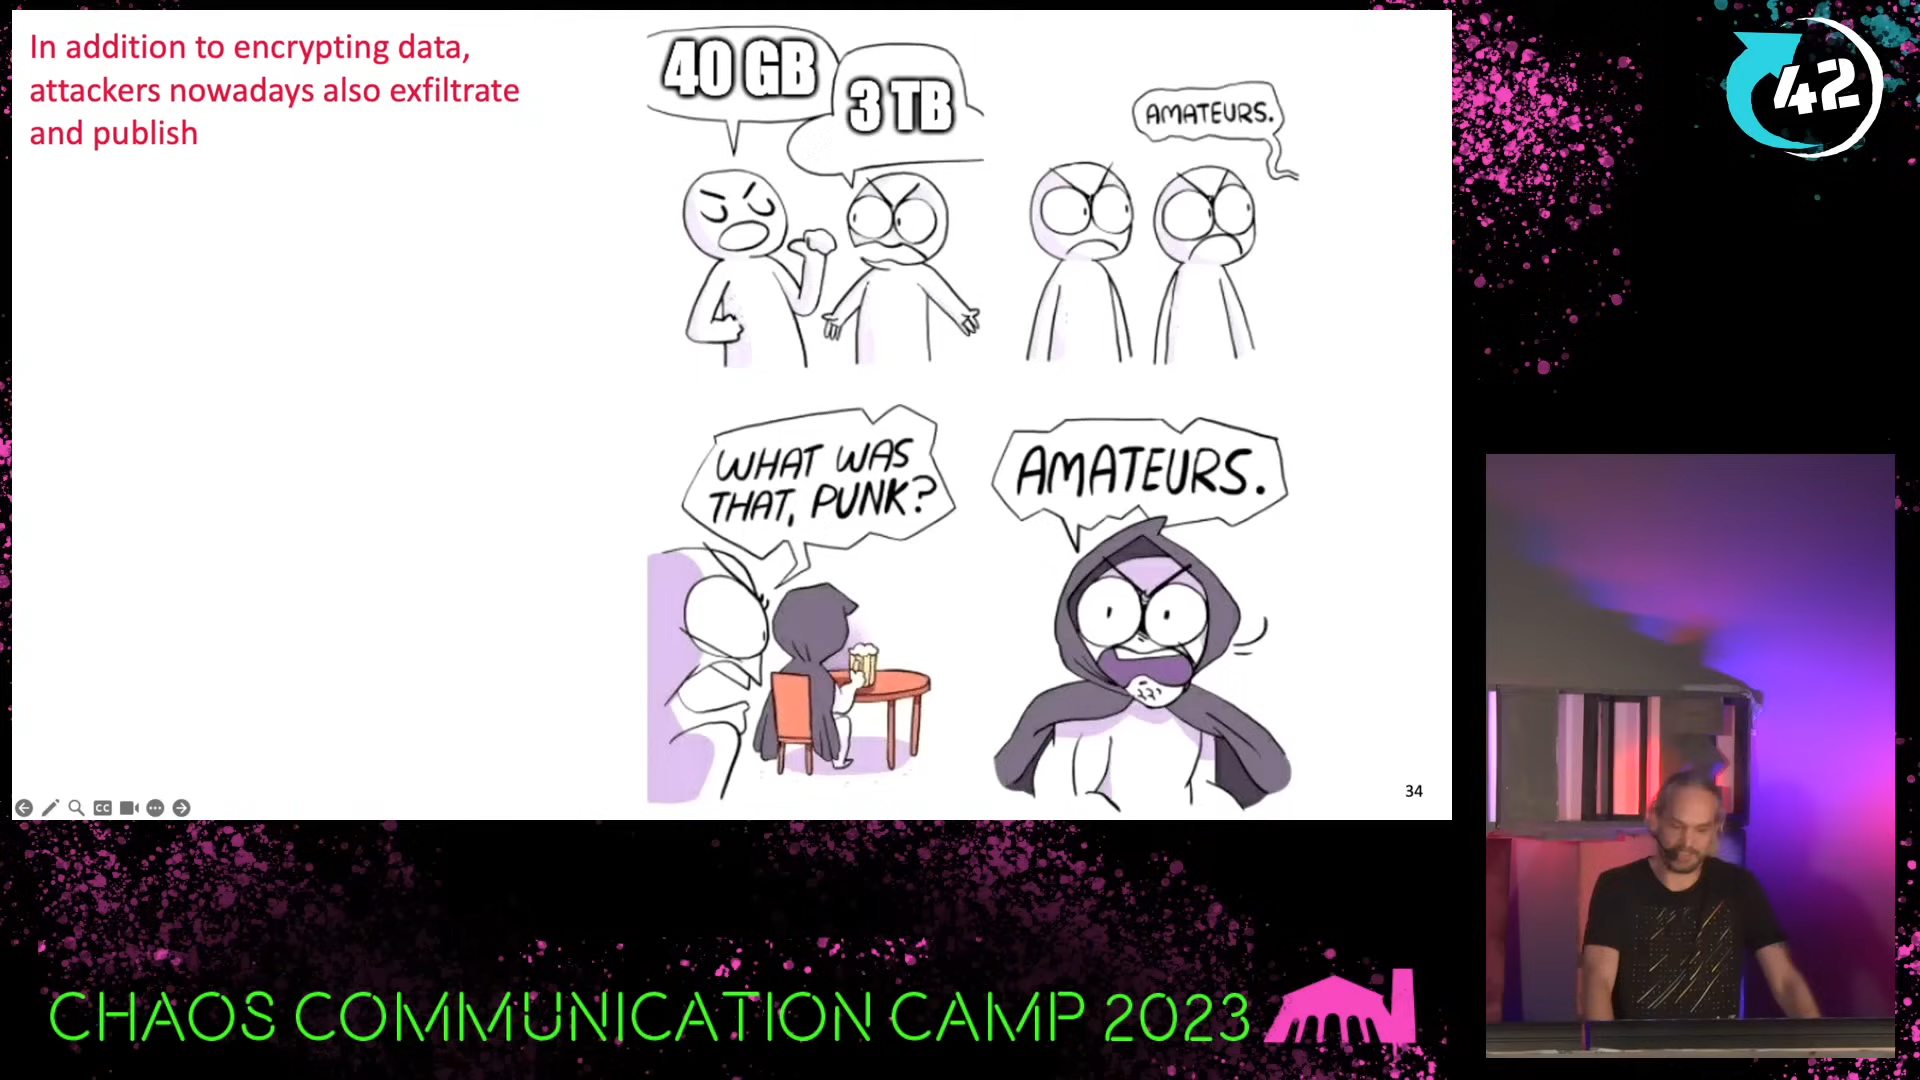 In addition to encrypting data,
attackers nowadays also exfiltrate
and publish
40 GB
3 TB
AMATEURS.
WHAT WAS
THAT, PUNK?
AMATEURS.
CC
34
42
CHAOS COMMUNICATION CAMP 2023